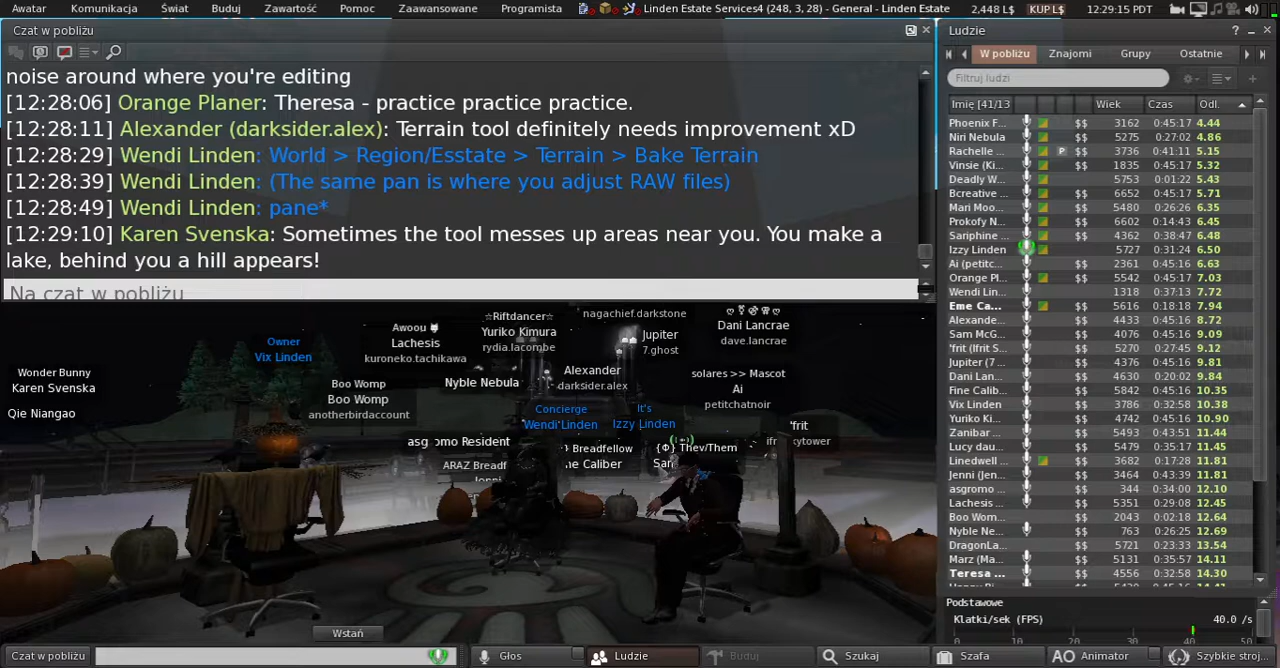 Awatar Komunikacja Świat Buduj Zawartość Pomoc Zaawansowane Programista Linden Estate Services4 (248, 3, 28) - General - Linden Estate 2,448 L$ KUP L$ 12:29:15 PDT
Czat w pobliżu
noise around where you're editing
[12:28:06] Orange Planer: Theresa - practice practice practice.
[12:28:11] Alexander (darksider.alex): Terrain tool definitely needs improvement xD
[12:28:29] Wendi Linden: World > Region/Esstate > Terrain > Bake Terrain
[12:28:39] Wendi Linden: (The same pan is where you adjust RAW files)
[12:28:49] Wendi Linden: pane*
[12:29:10] Karen Svenska: Sometimes the tool messes up areas near you. You make a
lake, behind you a hill appears!
Na czat w pobliżu
Owner
Vix Linden
Wonder Bunny
Karen Svenska
Qie Niangao
Awoou
Lachesis
kuroneko.tachikawa
Boo Womp
Boo Womp
anotherbirdaccount
☆Riftdancer☆
Yuriko Kimura
rydia.lacombe
Nyble Nebula
nagachief.darkstone
Jupiter
7.ghost
Alexander
darksider.alex
Dani Lancrae
dave.lancrae
solares >> Mascot
Ai
petitchatnoir
Concierge
Wendi Linden
It's
Izzy Linden
'frit
asgromo Resident
Breadfellow
ne Caliber
{Φ} They/Them
ARAZ Breadf
Wstań
Ludzie
W pobliżu Znajomi Grupy Ostatnie
Filtruj ludzi
Imię [41/13 Wiek Czas Odl.
Phoenix F... $$ 3162 0:45:17 4.44
Niri Nebula $$ 5275 0:27:02 4.86
Rachelle ... P $$ 3736 0:41:11 5.15
Vinsie (Ki... $$ 1835 0:45:17 5.32
Deadly W... 5753 0:01:22 5.43
Bcreative ... $$ 6652 0:45:17 5.71
Mari Moo... $$ 5480 0:26:26 6.35
Prokofy N... $$ 6602 0:14:43 6.45
Sariphine ... $$ 4362 0:38:47 6.48
Izzy Linden 5727 0:31:24 6.50
Ai (petitc... $$ 2361 0:45:16 6.63
Orange Pl... $$ 5542 0:45:17 7.03
Wendi Lin... 1318 0:37:13 7.72
Eme Ca... $$ 5616 0:18:18 7.94
Alexande... $$ 4433 0:45:16 8.72
Sam McG... $$ 4076 0:45:16 9.09
'frit (Ifrit S... $$ 5270 0:27:45 9.12
Jupiter (7 ... $$ 4376 0:45:16 9.81
Dani Lan... $$ 4630 0:20:02 9.84
Fine Calib... $$ 5842 0:45:16 10.35
Vix Linden 3786 0:32:58 10.38
Yuriko Ki... $$ 4742 0:45:16 10.90
Zanibar ... $$ 5493 0:43:51 11.44
Lucy dau... $$ 5479 0:35:17 11.45
Linedwell ... $$ 3682 0:17:28 11.81
Jenni (Jen... $$ 3464 0:43:39 11.81
asgromo ... $$ 344 0:34:00 12.10
Lachesis ... $$ 5351 0:29:08 12.45
Boo Wom... $$ 2043 0:02:18 12.64
Nyble Ne... $$ 763 0:26:25 12.69
DragonLa... 5721 0:23:33 13.54
Marz (Ma... $$ 5131 0:35:57 14.11
Teresa ... $$ 4556 0:32:58 14.30
Podstawowe
Klatki/sek (FPS) 40.0 /s
0 10 20 30 40 50
Czat w pobliżu Głos Ludzie Buduj Szukaj Szafa AO Animator Szybkie stroj...